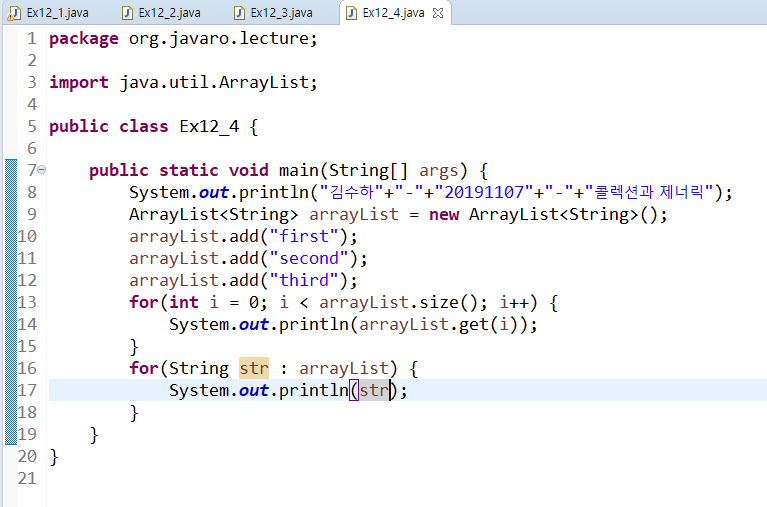 Ex12_1.java Ex12_2.java Ex12_3.java Ex12_4.java
1 package org.javaro.lecture;
2
3 import java.util.ArrayList;
4
5 public class Ex12_4 {
6
7     public static void main(String[] args) {
8         System.out.println("김수하"+"-"+"20191107"+"-"+"콜렉션과 제너릭");
9         ArrayList<String> arrayList = new ArrayList<String>();
10         arrayList.add("first");
11         arrayList.add("second");
12         arrayList.add("third");
13         for(int i = 0; i < arrayList.size(); i++) {
14             System.out.println(arrayList.get(i));
15         }
16         for(String str : arrayList) {
17             System.out.println(str);
18         }
19     }
20 }
21